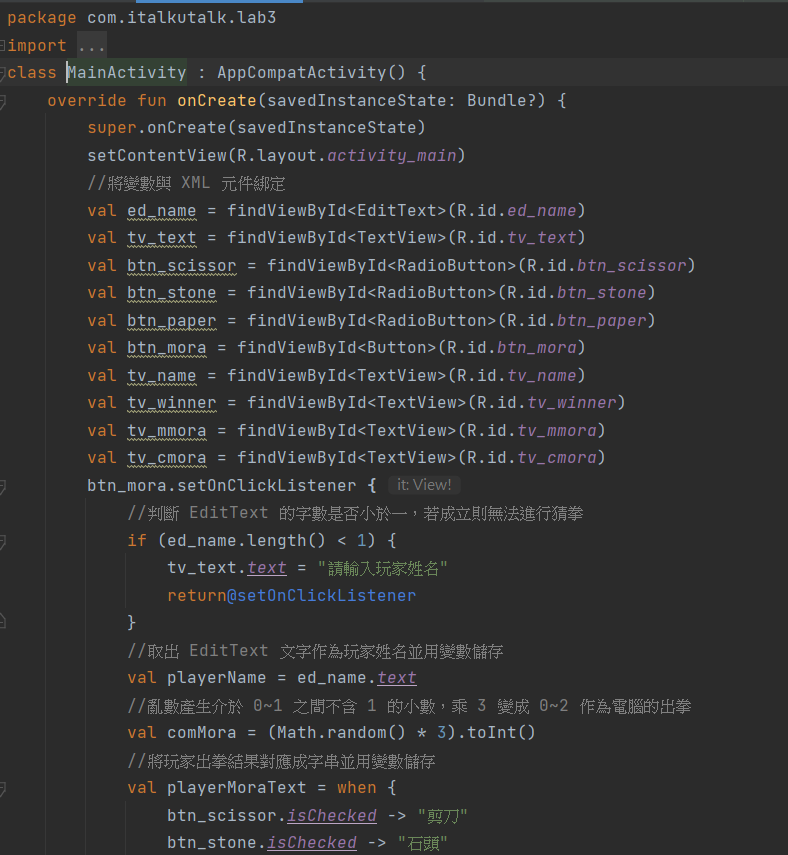 package com.italkutalk.lab3
import ...
class MainActivity : AppCompatActivity() {
override fun onCreate(savedInstanceState: Bundle?) {
super.onCreate(savedInstanceState)
setContentView(R.layout.activity_main)
//將變數與 XML 元件綁定
val ed_name = findViewById<EditText>(R.id.ed_name)
val tv_text = findViewById<TextView>(R.id.tv_text)
val btn_scissor = findViewById<RadioButton>(R.id.btn_scissor)
val btn_stone = findViewById<RadioButton>(R.id.btn_stone)
val btn_paper = findViewById<RadioButton>(R.id.btn_paper)
val btn_mora = findViewById<Button>(R.id.btn_mora)
val tv_name = findViewById<TextView>(R.id.tv_name)
val tv_winner = findViewById<TextView>(R.id.tv_winner)
val tv_mmora = findViewById<TextView>(R.id.tv_mmora)
val tv_cmora = findViewById<TextView>(R.id.tv_cmora)
btn_mora.setOnClickListener { it: View!
//判斷 EditText 的字數是否小於一，若成立則無法進行猜拳
if (ed_name.length() < 1) {
tv_text.text = "請輸入玩家姓名"
return@setOnClickListener
}
//取出 EditText 文字作為玩家姓名並用變數儲存
val playerName = ed_name.text
//亂數產生介於 0~1 之間不含 1 的小數，乘 3 變成 0~2 作為電腦的出拳
val comMora = (Math.random() * 3).toInt()
//將玩家出拳結果對應成字串並用變數儲存
val playerMoraText = when {
btn_scissor.isChecked -> "剪刀"
btn_stone.isChecked -> "石頭"